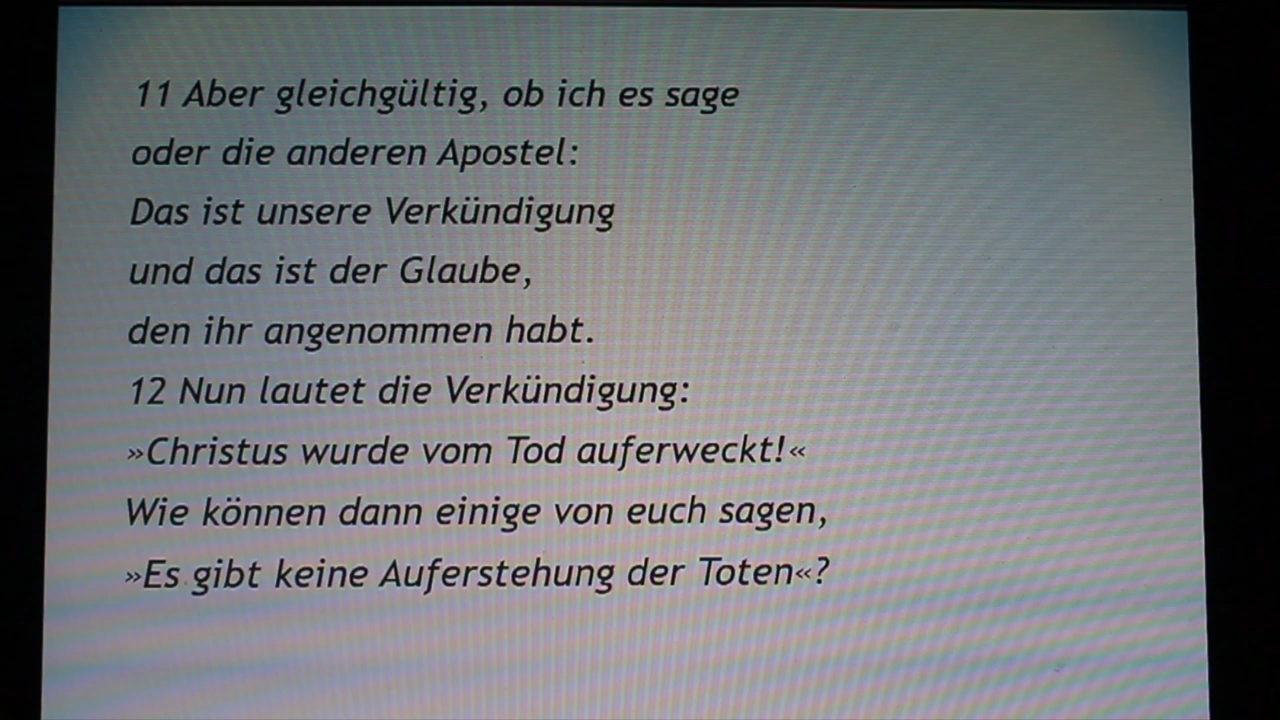 11 Aber gleichgültig, ob ich es sage
oder die anderen Apostel:
Das ist unsere Verkündigung
und das ist der Glaube,
den ihr angenommen habt.
12 Nun lautet die Verkündigung:
»Christus wurde vom Tod auferweckt!«
Wie können dann einige von euch sagen,
»Es gibt keine Auferstehung der Toten«?